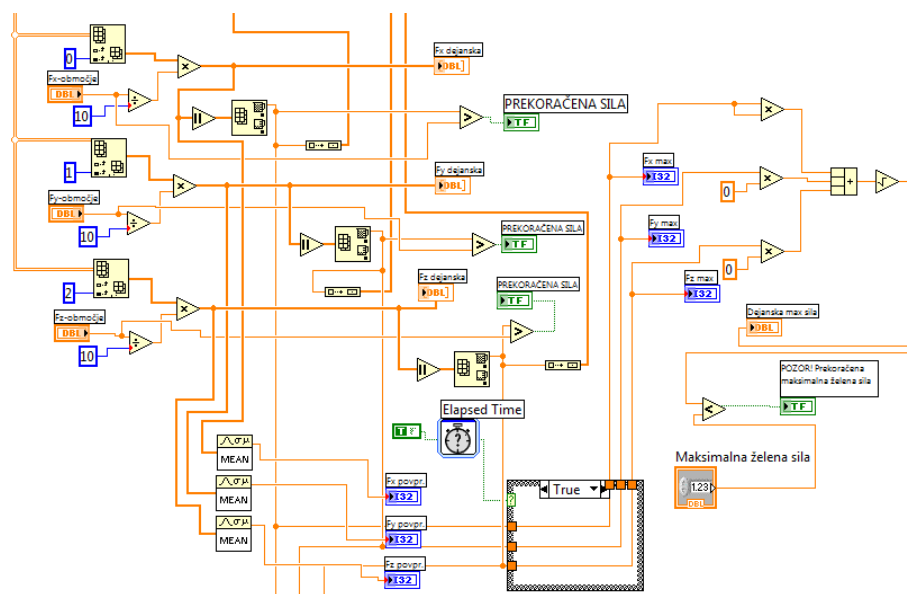 Fx dejanska
0
Fx-območje
DBL
DBL]
10
PREKORAČENA SILA
TF
1
Fy dejanska
DBL]
Fx max
I32
0
Fy-območje
DBL
10
PREKORAČENA SILA
TF
Fy max
I32
0
2
Fz dejanska
DBL]
PREKORAČENA SILA
TF
Fz max
I32
Fz-območje
DBL
10
Dejanska max sila
DBL
POZOR! Prekoračena
maksimalna želena sila
TF
Elapsed Time
T F
?
MEAN
MEAN
MEAN
Fx povpr.
I32
Fy povpr.
I32
Fz povpr.
I32
True
?
Maksimalna želena sila
1.23
DBL